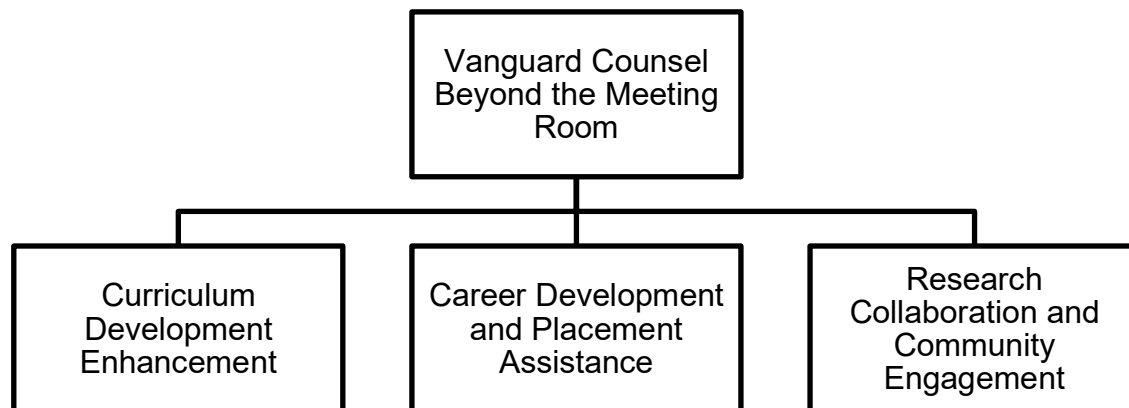 Vanguard Counsel
Beyond the Meeting
Room
Curriculum
Development
Enhancement
Career Development
and Placement
Assistance
Research
Collaboration and
Community
Engagement